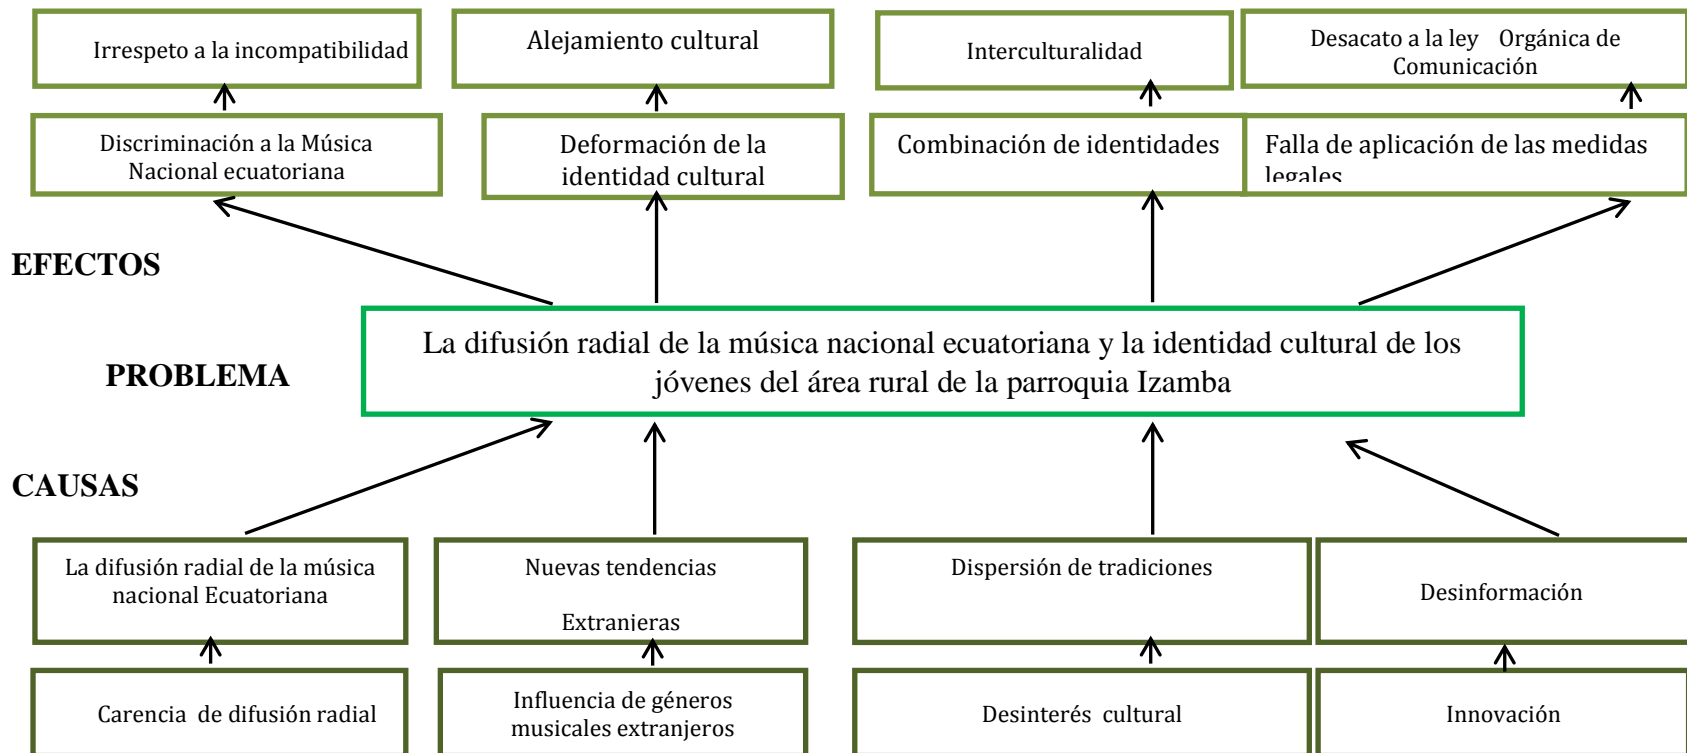 Irrespeto a la incompatibilidad
Alejamiento cultural
Interculturalidad
Desacato a la ley Orgánica de
Comunicación
Discriminación a la Música
Nacional ecuatoriana
Deformación de la
identidad cultural
Combinación de identidades
Falla de aplicación de las medidas
legales
EFECTOS
PROBLEMA
La difusión radial de la música nacional ecuatoriana y la identidad cultural de los
jóvenes del área rural de la parroquia Izamba
CAUSAS
La difusión radial de la música
nacional Ecuatoriana
Nuevas tendencias
Extranjeras
Dispersión de tradiciones
Desinformación
Carencia de difusión radial
Influencia de géneros
musicales extranjeros
Desinterés cultural
Innovación